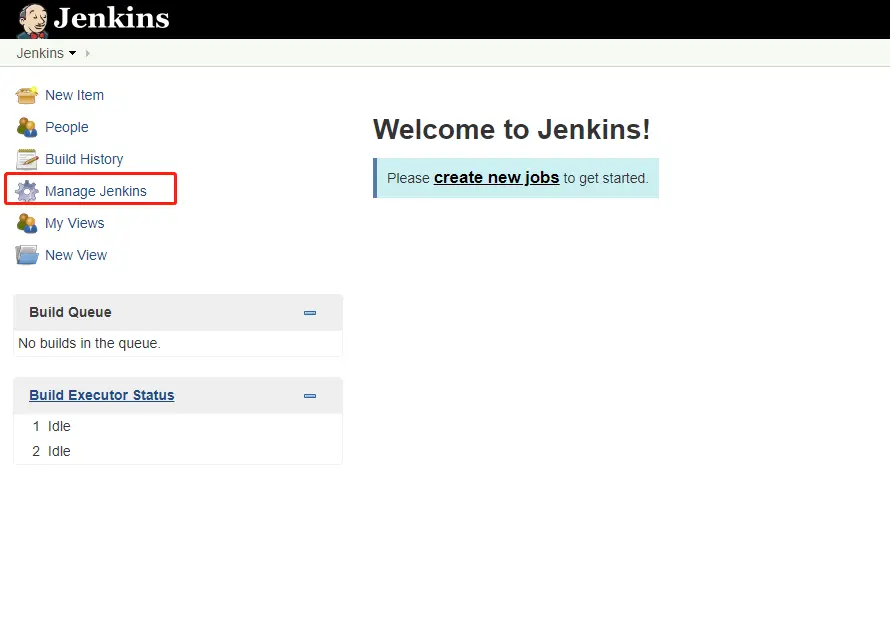 Jenkins
Jenkins
New Item
People
Build History
Manage Jenkins
My Views
New View
Welcome to Jenkins!
Please create new jobs to get started.
Build Queue
No builds in the queue.
Build Executor Status
1 Idle
2 Idle